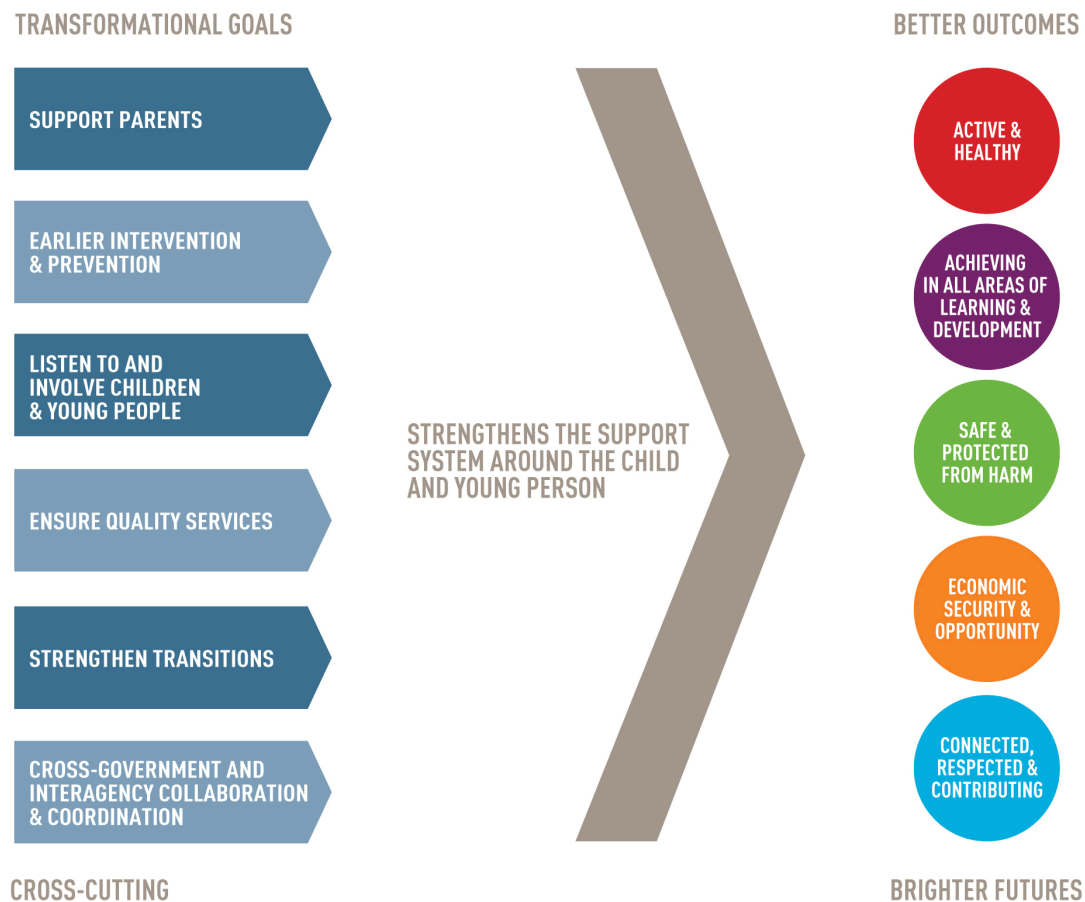 TRANSFORMATIONAL GOALS
SUPPORT PARENTS
EARLIER INTERVENTION
& PREVENTION
LISTEN TO AND
INVOLVE CHILDREN
& YOUNG PEOPLE
ENSURE QUALITY SERVICES
STRENGTHEN TRANSITIONS
CROSS-GOVERNMENT AND
INTERAGENCY COLLABORATION
& COORDINATION
CROSS-CUTTING
STRENGTHENS THE SUPPORT
SYSTEM AROUND THE CHILD
AND YOUNG PERSON
BETTER OUTCOMES
ACTIVE &
HEALTHY
ACHIEVING
IN ALL AREAS OF
LEARNING &
DEVELOPMENT
SAFE &
PROTECTED
FROM HARM
ECONOMIC
SECURITY &
OPPORTUNITY
CONNECTED,
RESPECTED &
CONTRIBUTING
BRIGHTER FUTURES